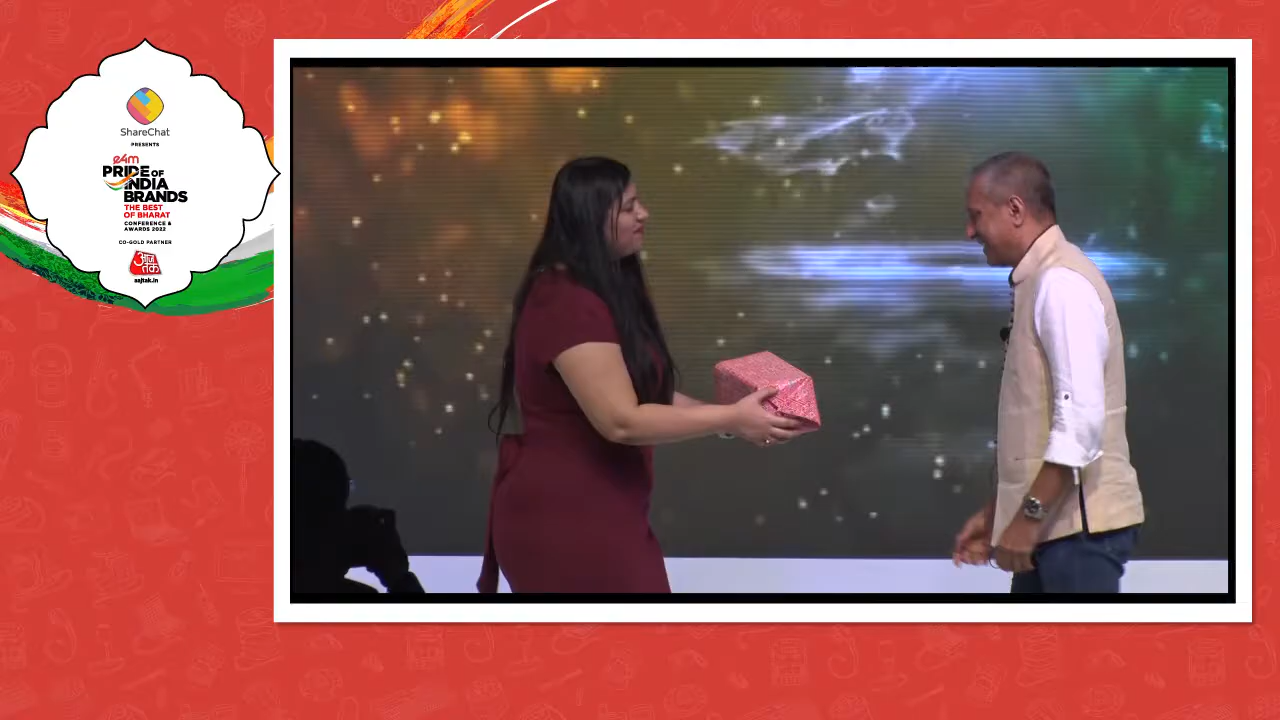 ShareChat
PRESENTS
e4m
PRIDE OF
INDIA
BRANDS
THE BEST
OF BHARAT
CONFERENCE &
AWARDS 2022
CO-GOLD PARTNER
आज
तक
aajtak.in